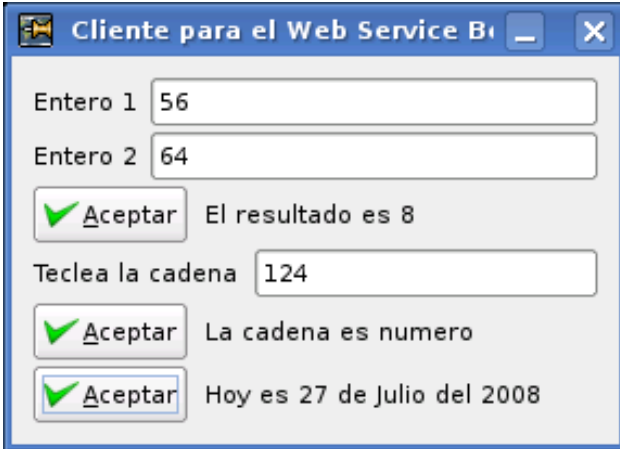 Cliente para el Web Service
Entero 1 56
Entero 2 64
Aceptar El resultado es 8
Teclea la cadena 124
Aceptar La cadena es numero
Aceptar Hoy es 27 de Julio del 2008